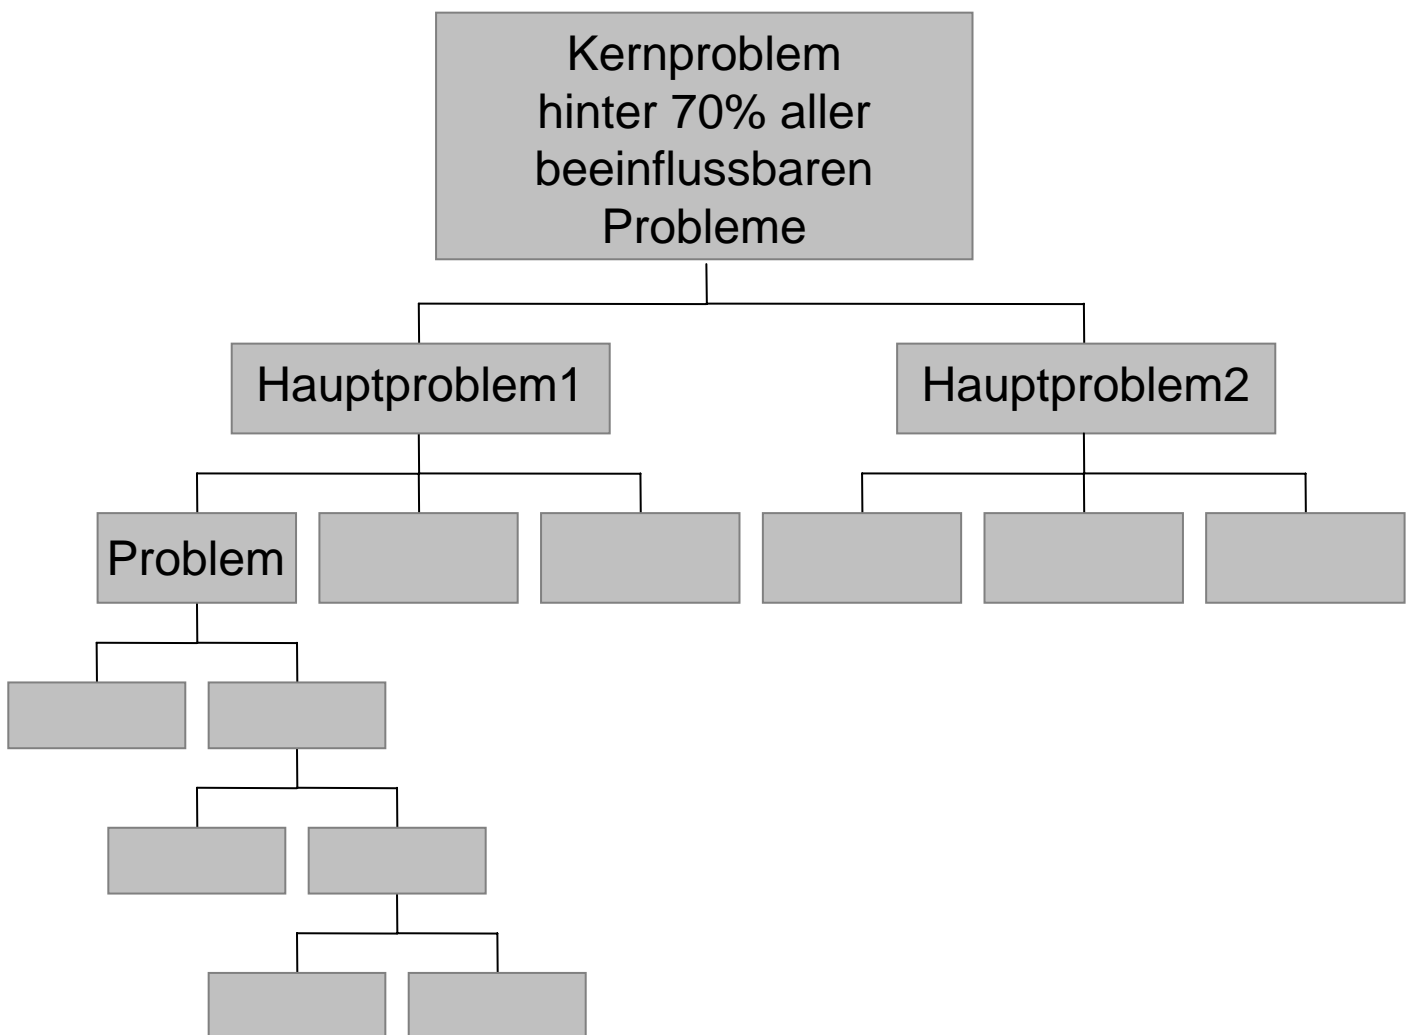 Kernproblem
hinter 70% aller
beeinflussbaren
Probleme
Hauptproblem1
Hauptproblem2
Problem